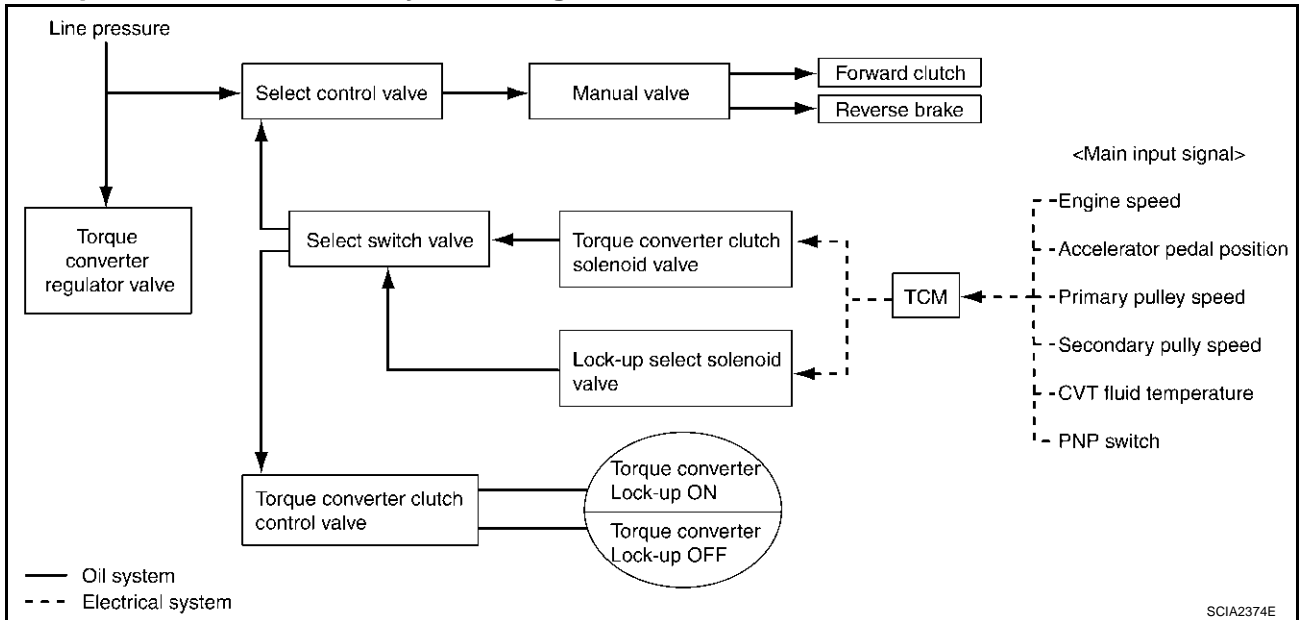 Line pressure
Select control valve
Manual valve
Forward clutch
Reverse brake
<Main input signal>
Engine speed
Accelerator pedal position
Primary pulley speed
Secondary pully speed
CVT fluid temperature
PNP switch
Torque
converter
regulator valve
Select switch valve
Torque converter clutch
solenoid valve
TCM
Lock-up select solenoid
valve
Torque converter clutch
control valve
Torque converter
Lock-up ON
Torque converter
Lock-up OFF
Oil system
Electrical system
SCIA2374E